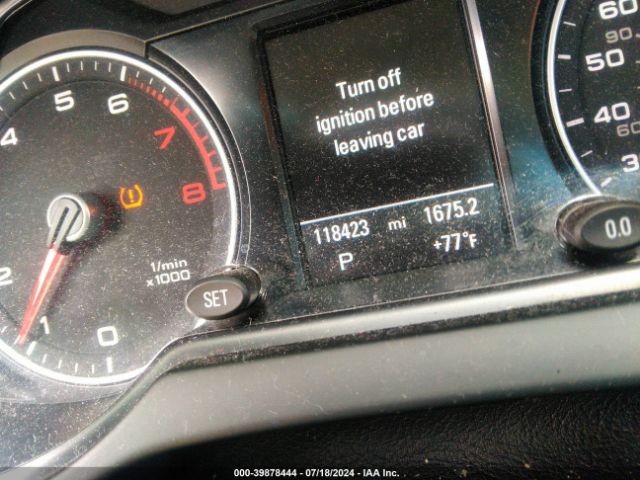 Turn off
ignition before
leaving car
118423 mi 1675.2
P +77°F
4 5 6 7 8
2 1 0
1/min
x1000
SET
60
90
50
40
60
3
0.0
000-39878444 - 07/18/2024 - IAA Inc.